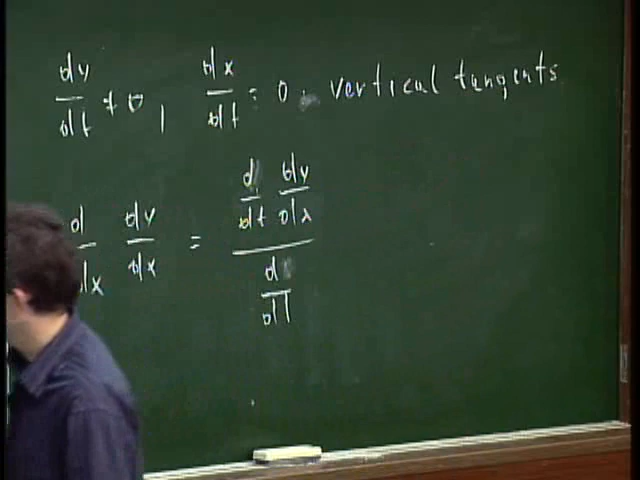 dy/dt ≠ 0, dx/dt = 0 . vertical tangents
d/dx dy/dx = (d/dt dy/dx)/(d/dt)